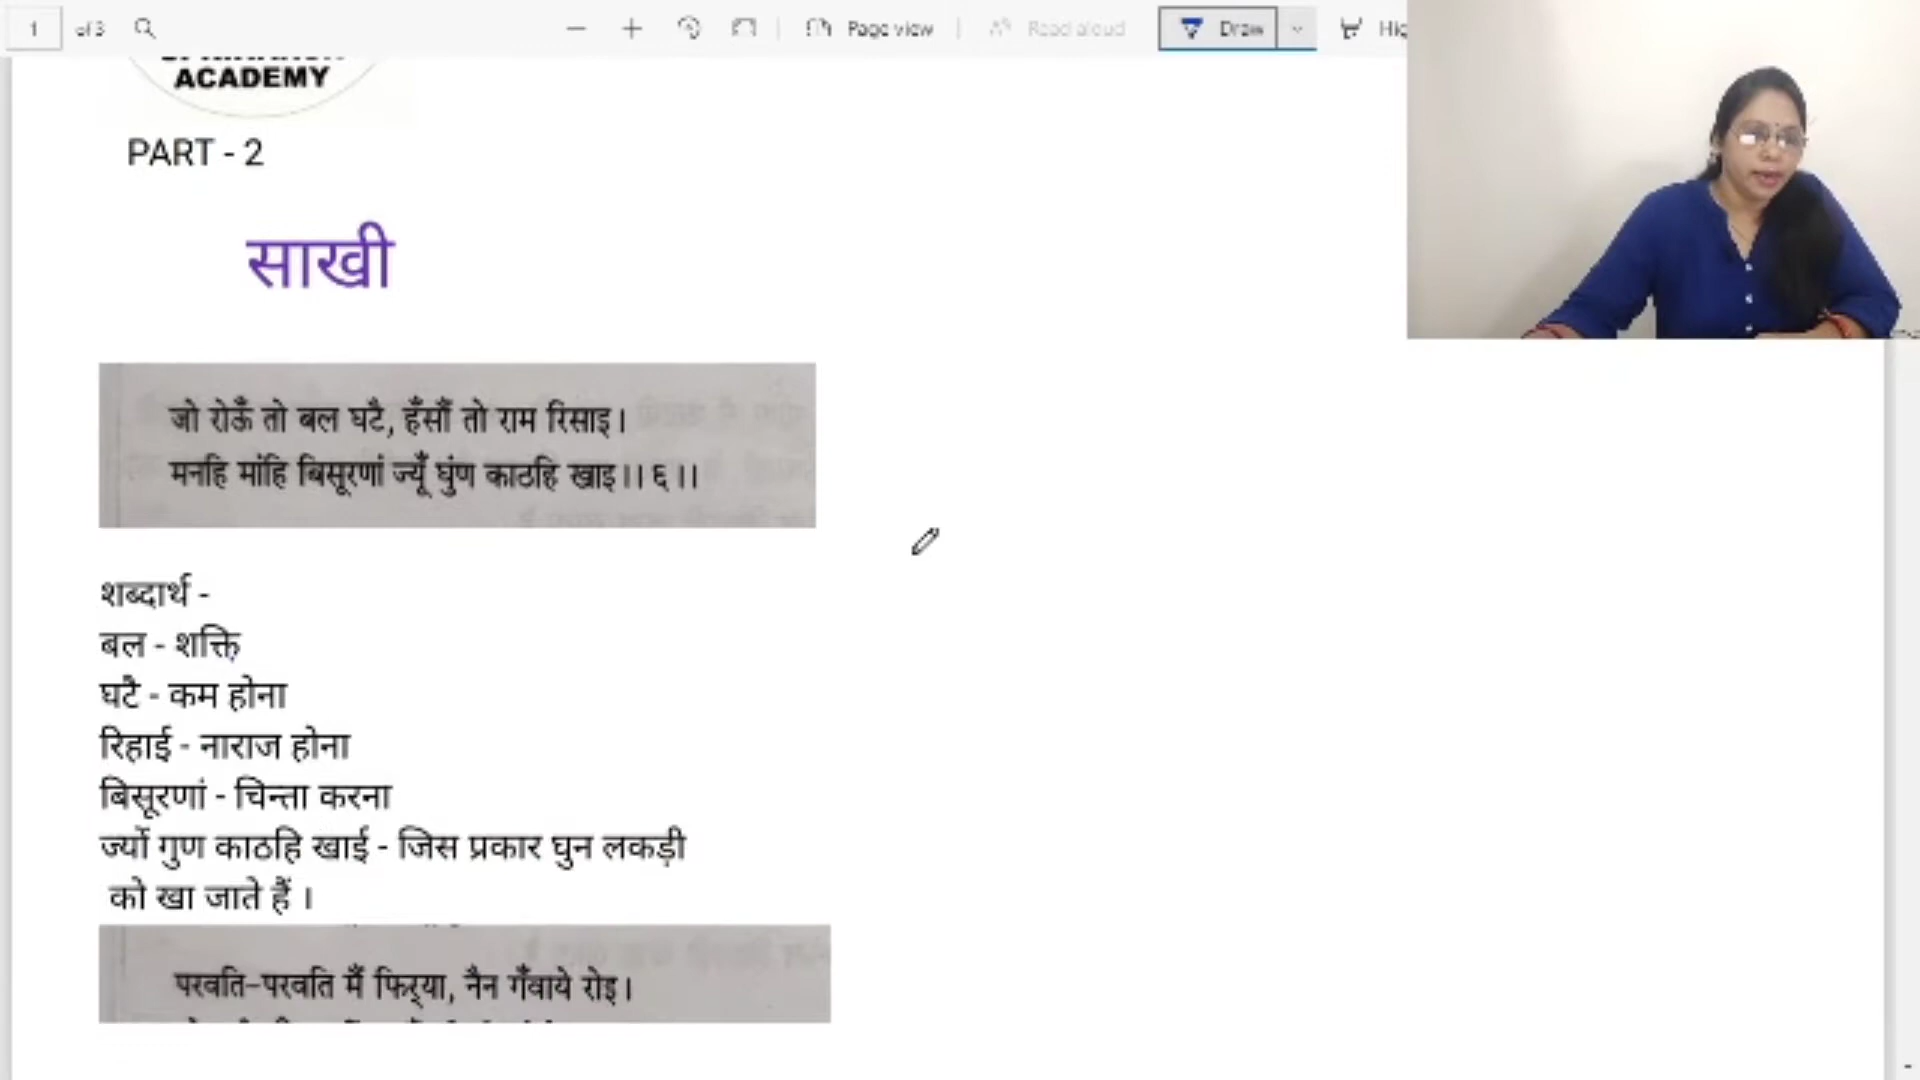 1 of 3 Page view Read aloud Draw
ACADEMY
PART - 2
साखी
जो रोऊँ तो बल घटै, हँसौं तो राम रिसाइ।
मनहि मांहि बिसूरणां ज्यूँ घुंण काठहि खाइ।। ६ ।।
शब्दार्थ -
बल - शक्ति
घटै - कम होना
रिहाई - नाराज होना
बिसूरणां - चिन्ता करना
ज्यों गुण काठहि खाई - जिस प्रकार घुन लकड़ी
को खा जाते हैं ।
परवति-परवति मैं फिर्‌या, नैन गँवाये रोइ।